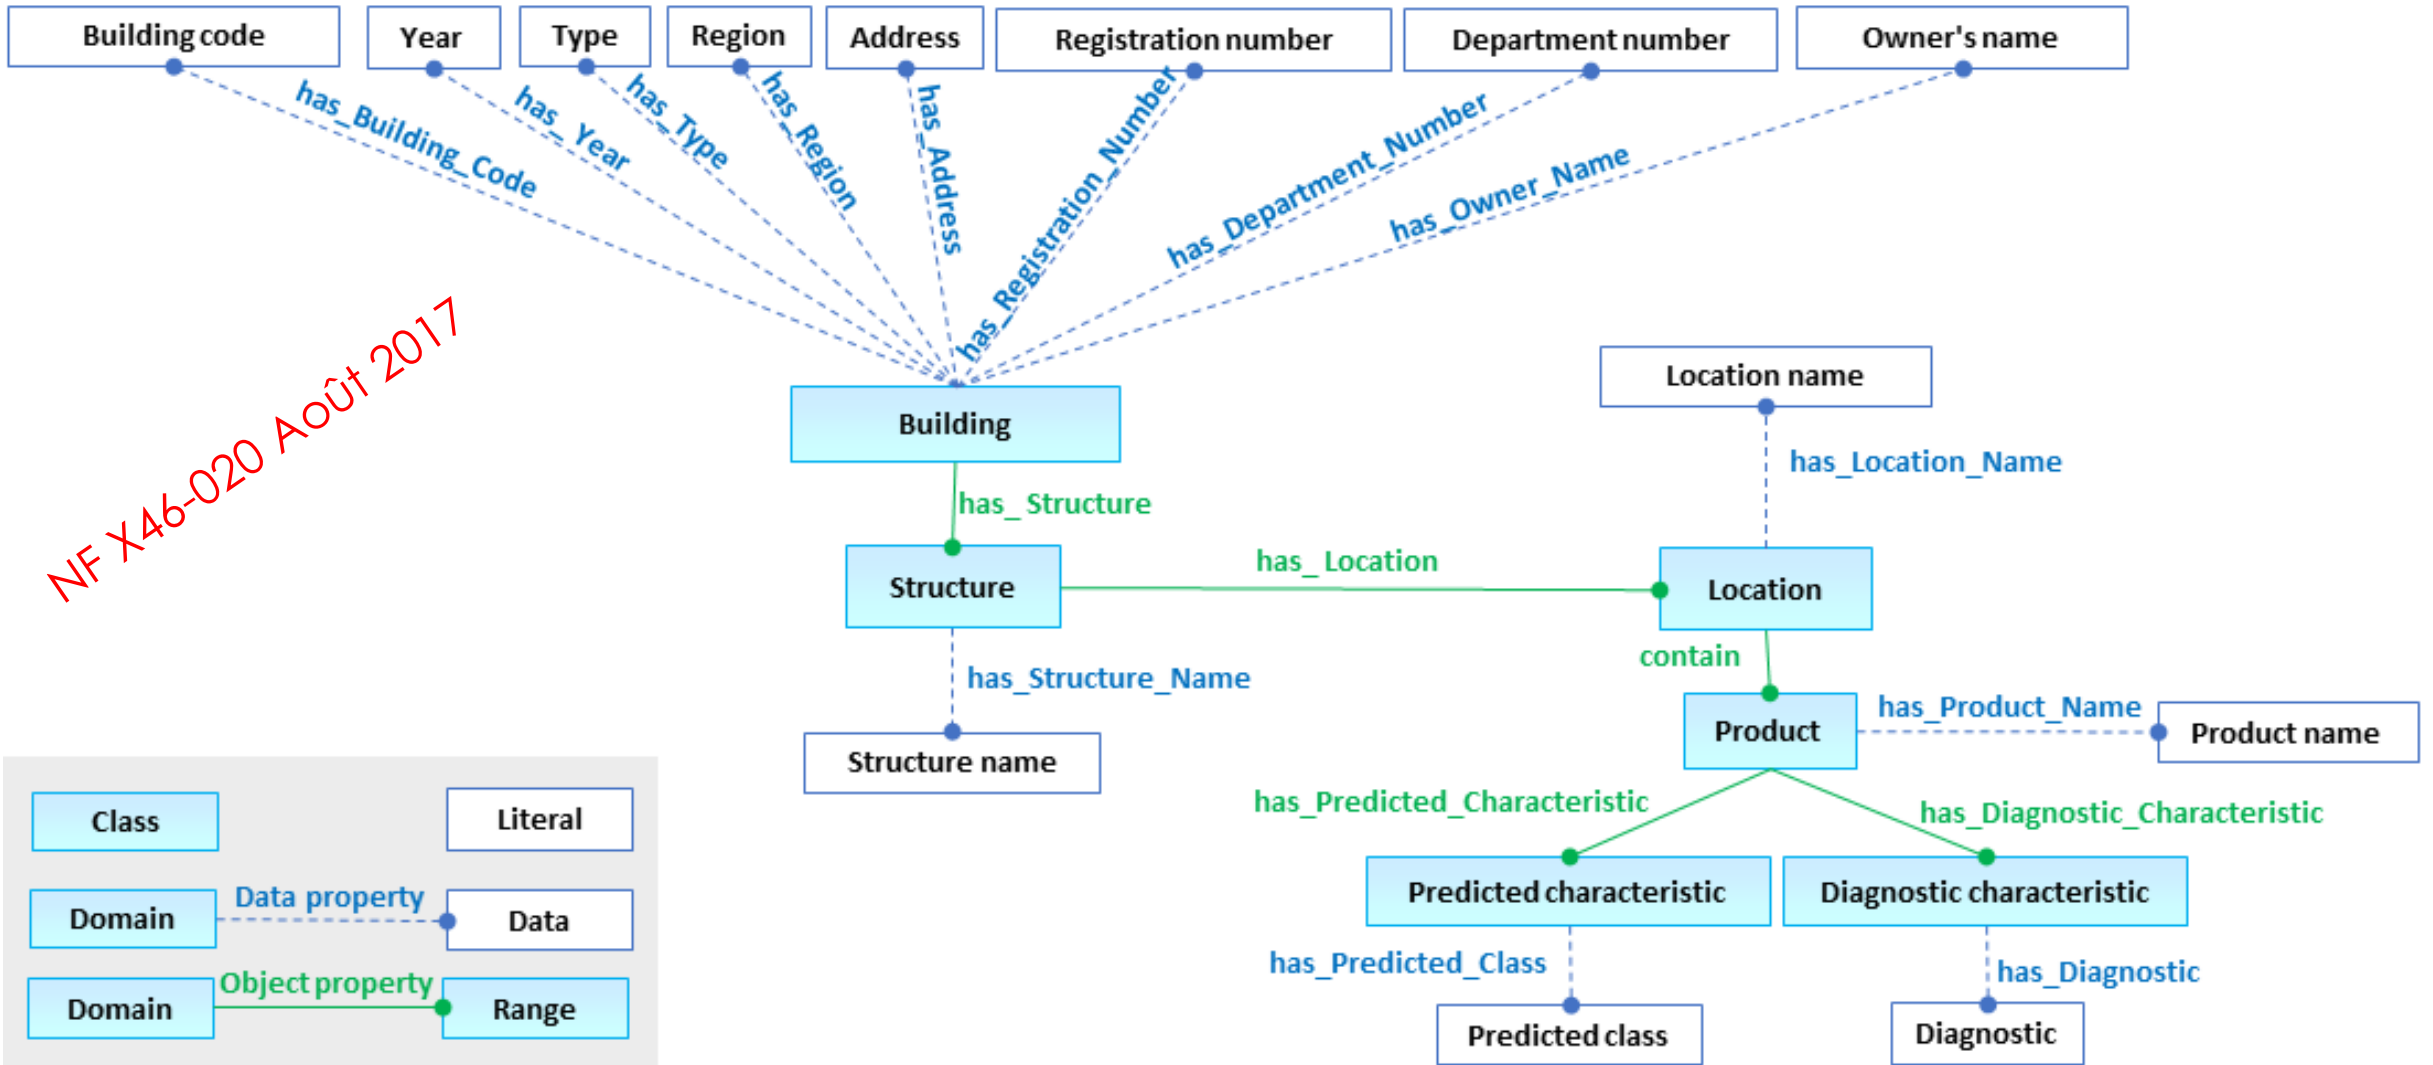 Building code
Year
Type
Region
Address
Registration number
Department number
Owner's name
has_Building_Code
has_ Year
has_Type
has_Region
has_Address
has_Registration_Number
has_Department_Number
has_Owner_Name
NF X46-020 Août 2017
Building
Location name
has_Location_Name
has_ Structure
Structure
has_ Location
Location
contain
has_Structure_Name
Structure name
Product
has_Product_Name
Product name
has_Predicted_Characteristic
has_Diagnostic_Characteristic
Predicted characteristic
Diagnostic characteristic
has_Predicted_Class
has_Diagnostic
Predicted class
Diagnostic
Class
Literal
Domain
Data property
Data
Domain
Object property
Range